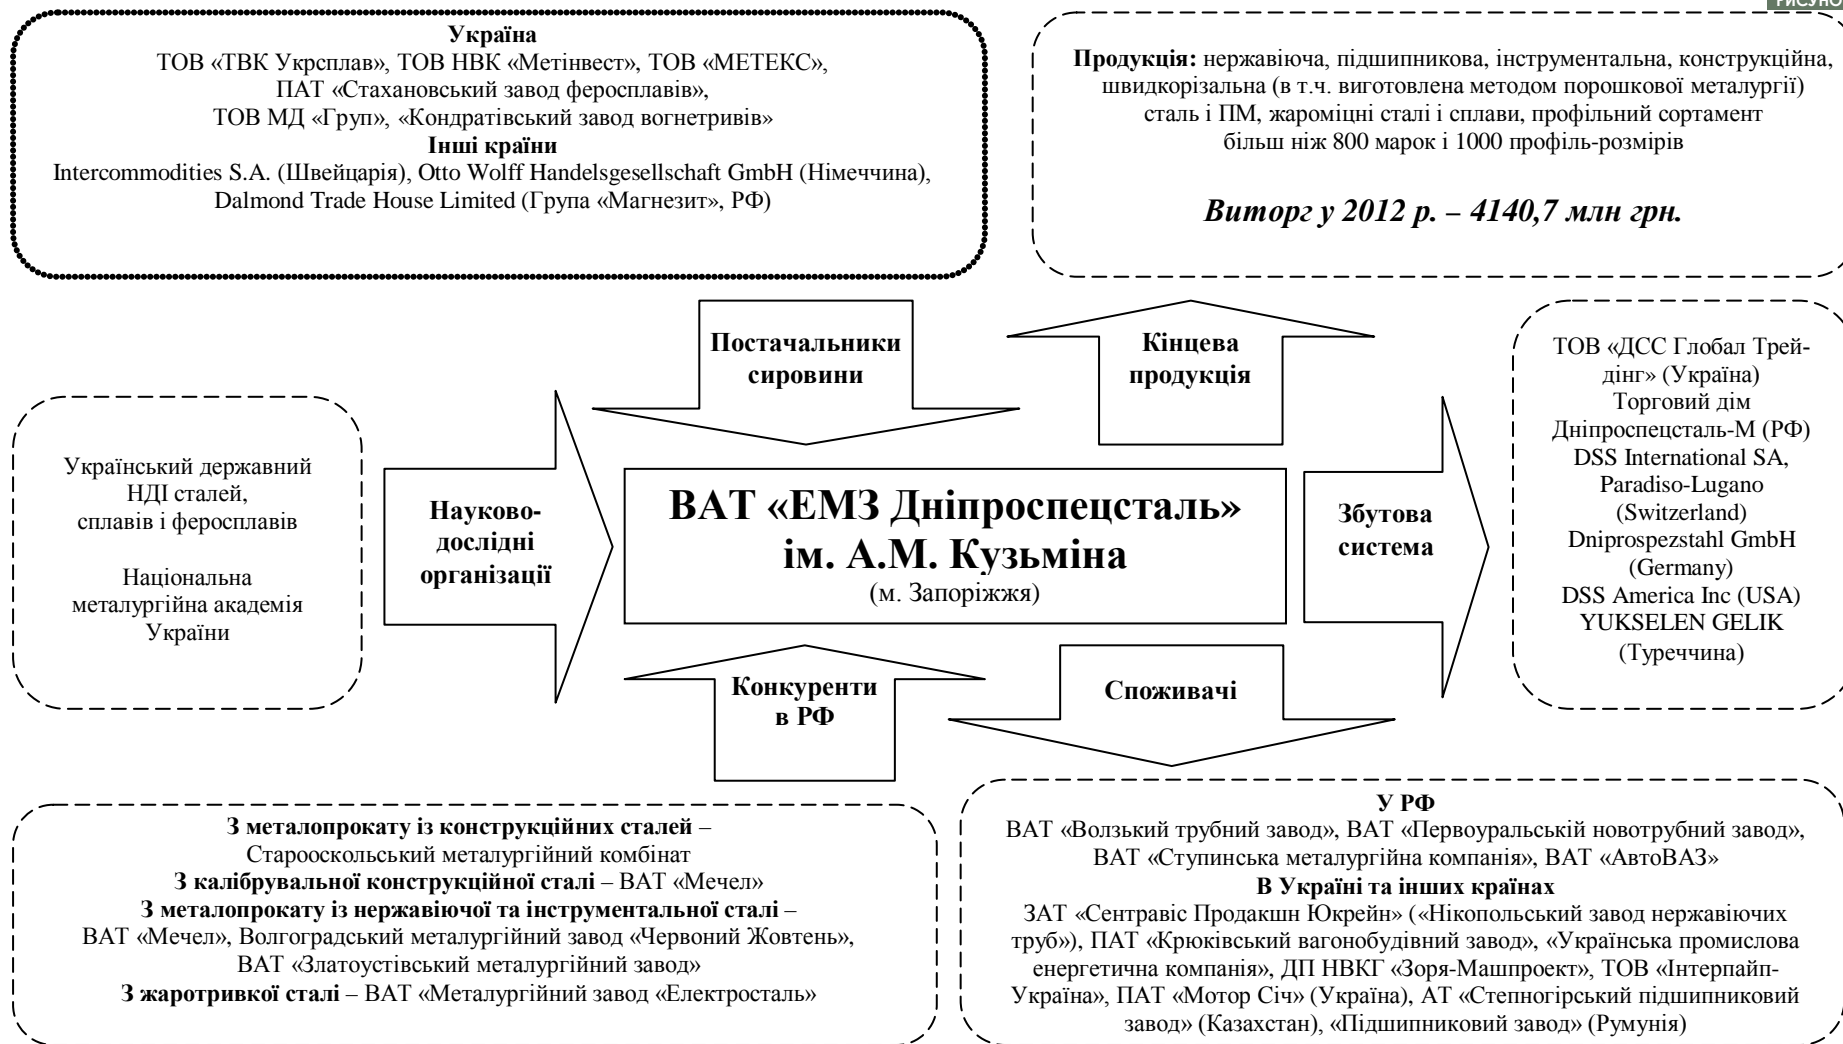 РИСУНО
Україна
ТОВ «ТВК Укрсплав», ТОВ НВК «Метінвест», ТОВ «МЕТЕКС»,
ПАТ «Стахановський завод феросплавів»,
ТОВ МД «Груп», «Кондратівський завод вогнетривів»
Інші країни
Intercommodities S.A. (Швейцарія), Otto Wolff Handelsgesellschaft GmbH (Німеччина),
Dalmond Trade House Limited (Група «Магнезит», РФ)
Продукція: нержавіюча, підшипникова, інструментальна, конструкційна,
швидкорізальна (в т.ч. виготовлена методом порошкової металургії)
сталь і ПМ, жароміцні сталі і сплави, профільний сортамент
більш ніж 800 марок і 1000 профіль-розмірів
Виторг у 2012 р. – 4140,7 млн грн.
Постачальники
сировини
Кінцева
продукція
ТОВ «ДСС Глобал Трей-
дінг» (Україна)
Торговий дім
Дніпроспецсталь-М (РФ)
DSS International SA,
Paradiso-Lugano
(Switzerland)
Dniprospezstahl GmbH
(Germany)
DSS America Inc (USA)
YUKSELEN GELIK
(Туреччина)
Український державний
НДІ сталей,
сплавів і феросплавів
Національна
металургійна академія
України
Науково-
дослідні
організації
ВАТ «ЕМЗ Дніпроспецсталь»
ім. А.М. Кузьміна
(м. Запоріжжя)
Збутова
система
Конкуренти
в РФ
Споживачі
З металопрокату із конструкційних сталей –
Старооскольський металургійний комбінат
З калібрувальної конструкційної сталі – ВАТ «Мечел»
З металопрокату із нержавіючої та інструментальної сталі –
ВАТ «Мечел», Волгоградський металургійний завод «Червоний Жовтень»,
ВАТ «Златоустівський металургійний завод»
З жаротривкої сталі – ВАТ «Металургійний завод «Електросталь»
У РФ
ВАТ «Волзький трубний завод», ВАТ «Первоуральській новотрубний завод»,
ВАТ «Ступинська металургійна компанія», ВАТ «АвтоВАЗ»
В Україні та інших країнах
ЗАТ «Сентравіс Продакшн Юкрейн» («Нікопольський завод нержавіючих
труб»), ПАТ «Крюківський вагонобудівний завод», «Українська промислова
енергетична компанія», ДП НВКГ «Зоря-Машпроект», ТОВ «Інтерпайп-
Україна», ПАТ «Мотор Січ» (Україна), АТ «Степногірський підшипниковий
завод» (Казахстан), «Підшипниковий завод» (Румунія)